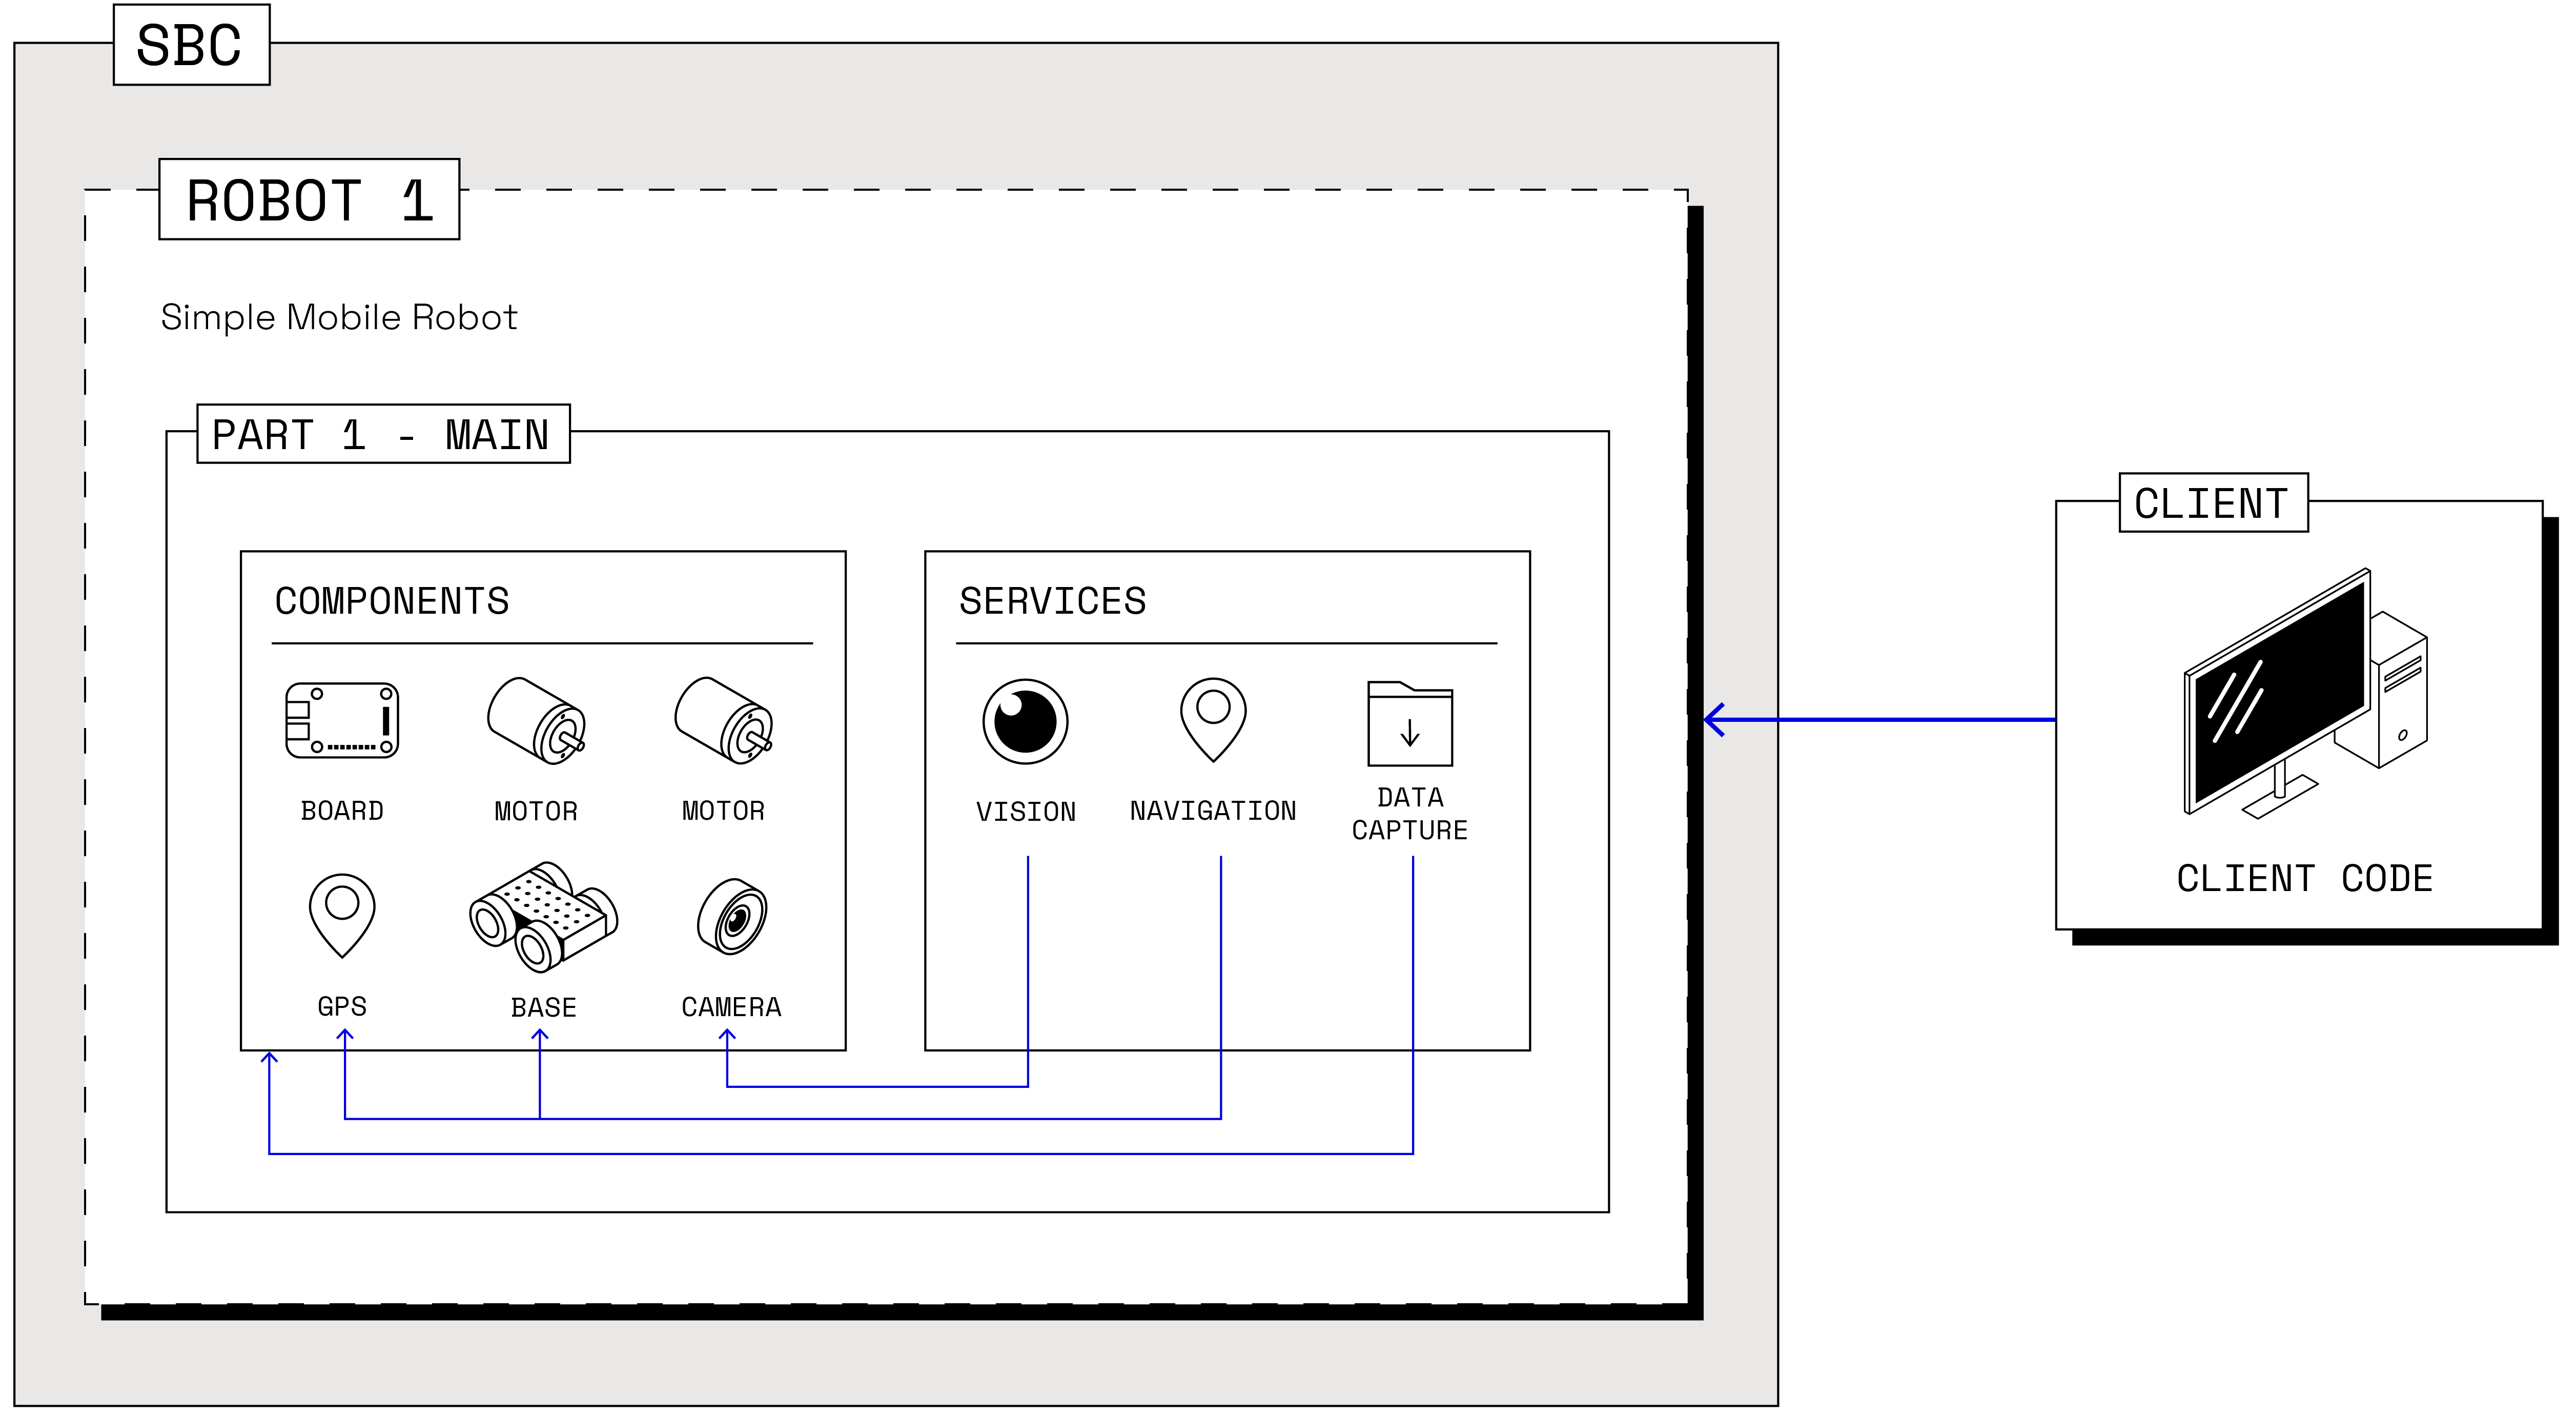 SBC
ROBOT 1
Simple Mobile Robot
PART 1 - MAIN
COMPONENTS
BOARD
MOTOR
MOTOR
GPS
BASE
CAMERA
SERVICES
VISION
NAVIGATION
DATA
CAPTURE
CLIENT
CLIENT CODE